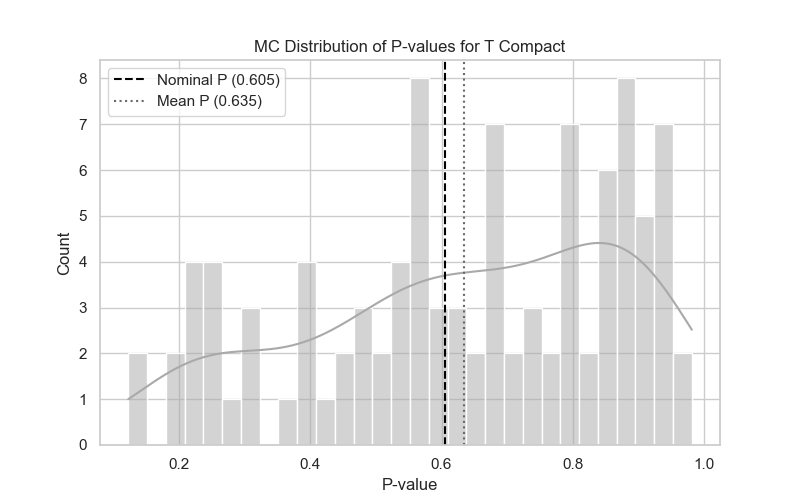 MC Distribution of P-values for T Compact
Nominal P (0.605)
Mean P (0.635)
8
7
6
5
4
3
2
1
0
Count
0.2 0.4 0.6 0.8 1.0
P-value